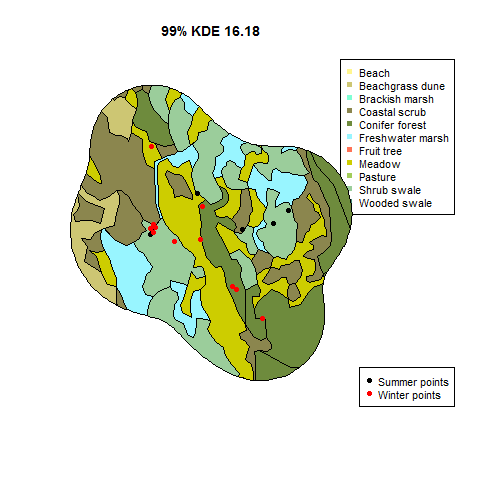 99% KDE 16.18
Beach
Beachgrass dune
Brackish marsh
Coastal scrub
Conifer forest
Freshwater marsh
Fruit tree
Meadow
Pasture
Shrub swale
Wooded swale
Summer points
Winter points